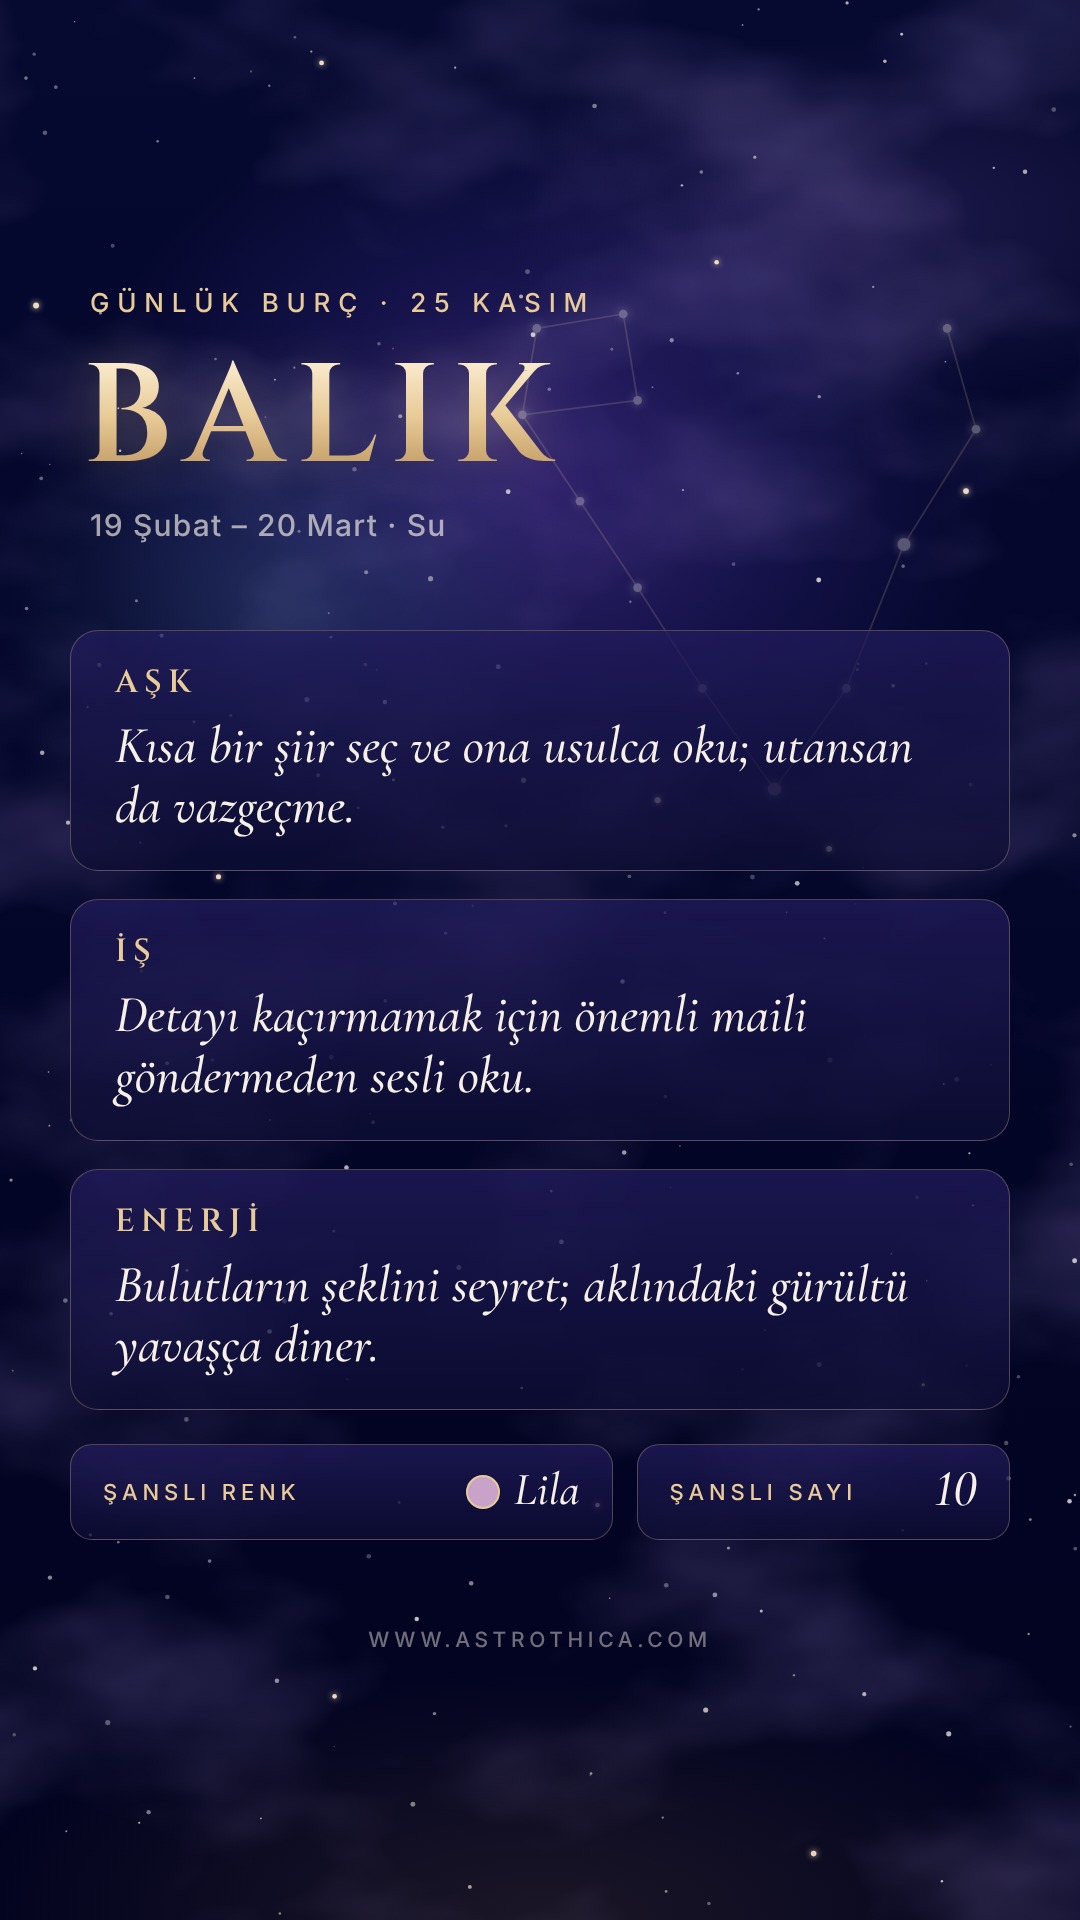 GÜNLÜK BURÇ · 25 KASIM
BALIK
19 Şubat – 20 Mart · Su
AŞK
Kısa bir şiir seç ve ona usulca oku; utansan
da vazgeçme.
İŞ
Detayı kaçırmamak için önemli maili
göndermeden sesli oku.
ENERJİ
Bulutların şeklini seyret; aklındaki gürültü
yavaşça diner.
ŞANSLI RENK Lila
ŞANSLI SAYI 10
WWW.ASTROTHICA.COM